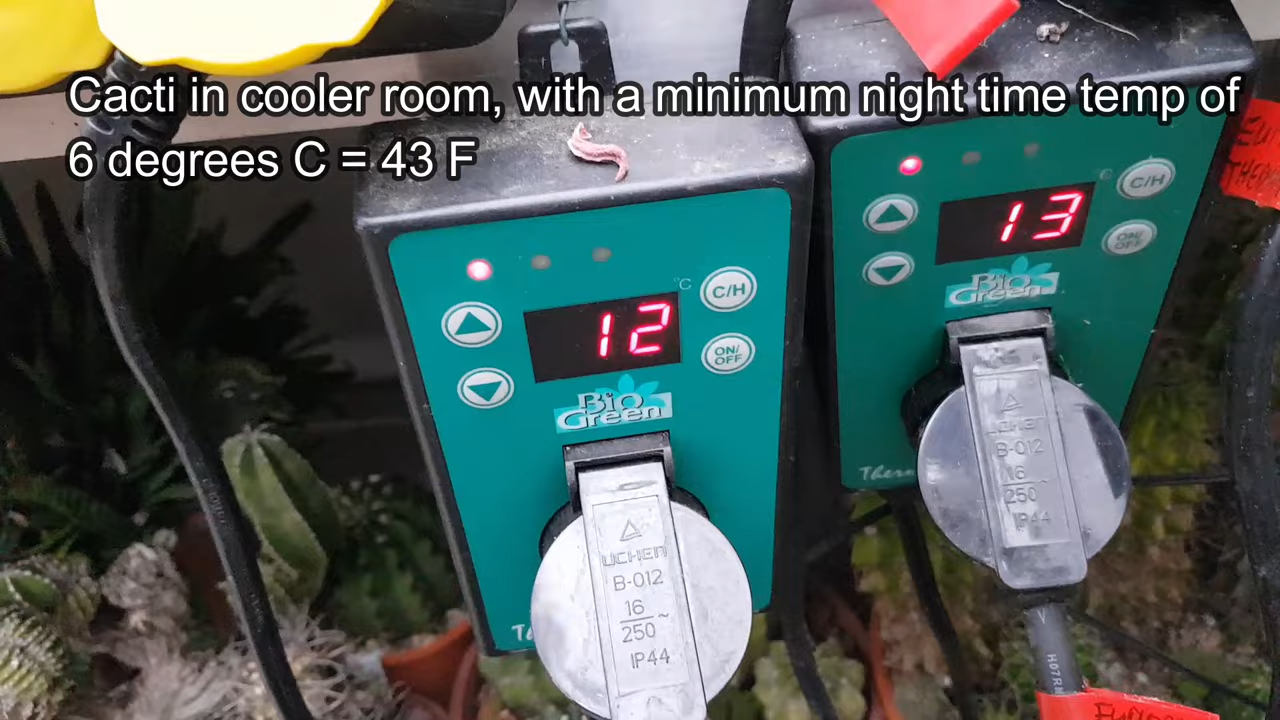 Cacti in cooler room, with a minimum night time temp of
6 degrees C = 43 F
°C
C/H
12
ON/
OFF
Bio
Green
UCHEN
B-012
16
250~
IP44
C/H
13
ON/
OFF
Bio
Green
UCHEN
B-012
16
250~
IP44